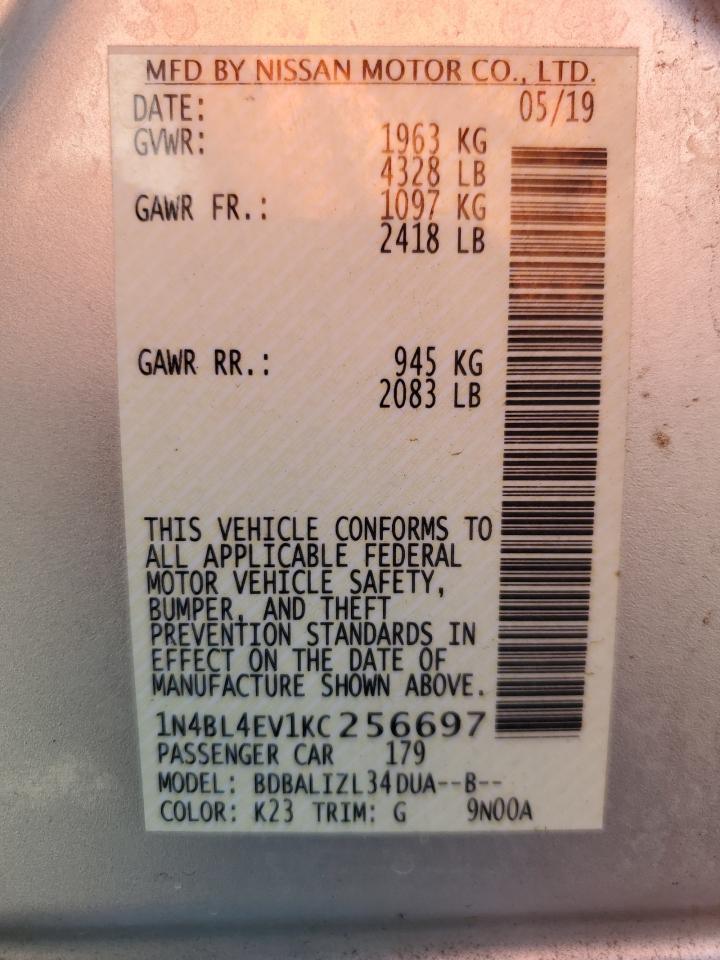 MFD BY NISSAN MOTOR CO., LTD.
DATE: 05/19
GVWR: 1963 KG
4328 LB
GAWR FR.: 1097 KG
2418 LB
GAWR RR.: 945 KG
2083 LB
THIS VEHICLE CONFORMS TO
ALL APPLICABLE FEDERAL
MOTOR VEHICLE SAFETY,
BUMPER, AND THEFT
PREVENTION STANDARDS IN
EFFECT ON THE DATE OF
MANUFACTURE SHOWN ABOVE.
1N4BL4EV1KC256697
PASSENGER CAR 179
MODEL: BDBALIZL34DUA--B--
COLOR: K23 TRIM: G 9N00A